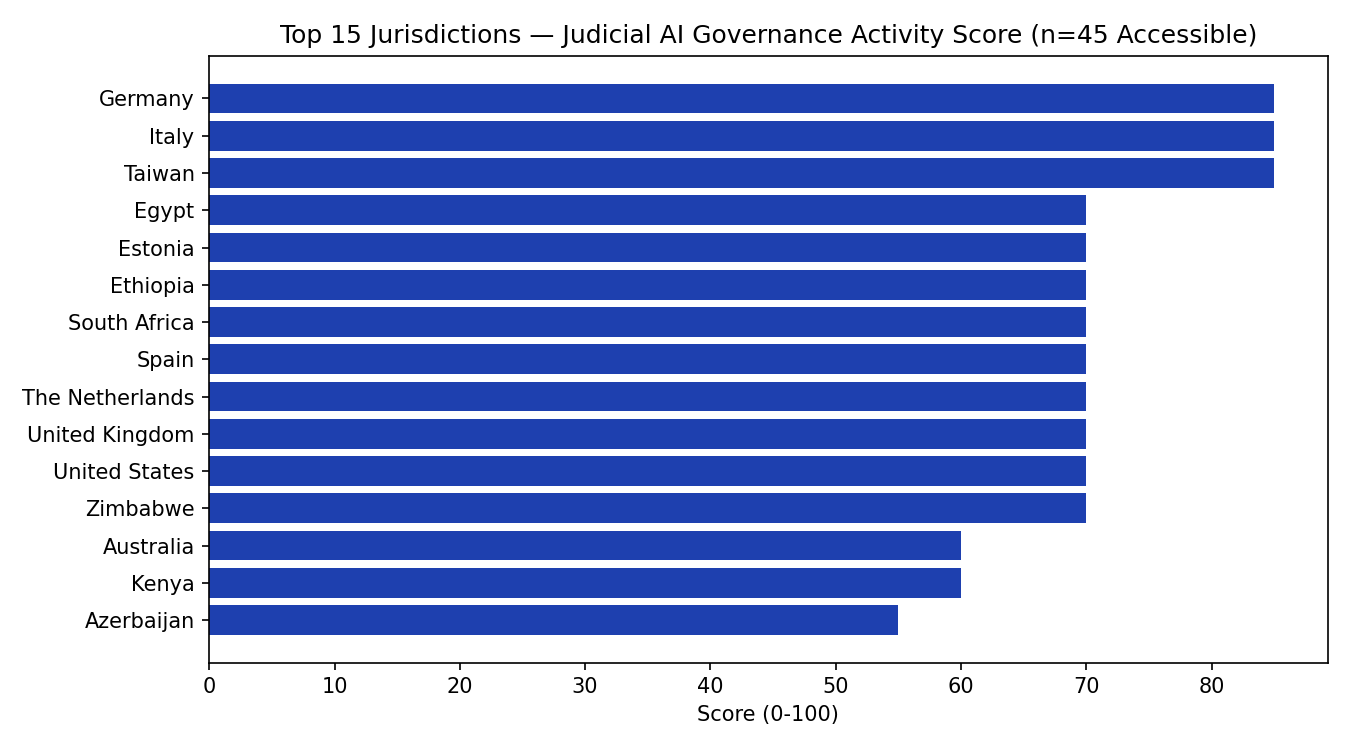 Top 15 Jurisdictions — Judicial AI Governance Activity Score (n=45 Accessible)
Germany
Italy
Taiwan
Egypt
Estonia
Ethiopia
South Africa
Spain
The Netherlands
United Kingdom
United States
Zimbabwe
Australia
Kenya
Azerbaijan
0 10 20 30 40 50 60 70 80
Score (0-100)